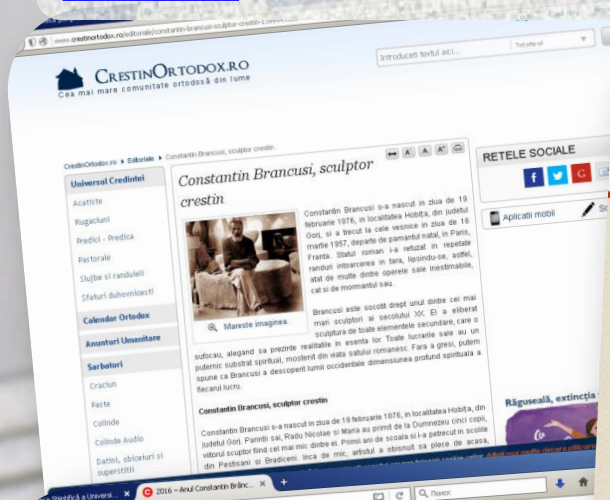 www.crestinortodox.ro/editoriale/constantin-brancusi-sculptor-crestin-
CRESTINORTODOX.RO
Cea mai mare comunitate ortodoxă din lume
Introduceti textul aici...
Tot site-ul
CrestinOrtodox.ro Editoriale Constantin Brancusi, sculptor crestin
Universul Credintei
Acatiste
Rugaciuni
Predici - Predica
Pastorale
Slujbe si randuieli
Sfaturi duhovnicesti
Calendar Ortodox
Anunturi Umanitare
Sarbatori
Craciun
Paste
Colinde
Colinde Audio
Datini, obiceiuri si
superstitii
Constantin Brancusi, sculptor
crestin
A- A A+
Mareste imaginea.
Constantin Brancusi s-a nascut in ziua de 19
februarie 1876, in localitatea Hobiţa, din judetul
Gorj, si a trecut la cele vesnice in ziua de 16
martie 1957, departe de pamantul natal, in Paris,
Franta. Statul roman i-a refuzat in repetate
randuri intoarcerea in tara, lipsindu-se, astfel,
atat de multe dintre operele sale inestimabile,
cat si de mormantul sau.
Brancusi este socotit drept unul dintre cei mai
mari sculptori ai secolului XX. El a eliberat
sculptura de toate elementele secundare, care o
sufocau, alegand sa prezinte realitatile in esenta lor. Toate lucrarile sale au un
puternic substrat spiritual, mostenit din viata satului romanesc. Fara a gresi, putem
spune ca Brancusi a descoperit lumii occidentale dimensiunea profund spirituala a
fiecarui lucru.
Constantin Brancusi, sculptor crestin
Constantin Brancusi s-a nascut in ziua de 19 februarie 1876, in localitatea Hobiţa, din
judetul Gorj. Parintii sai, Radu Nicolae si Maria au primit de la Dumnezeu cinci copii,
viitorul scuptor fiind cel mai mic dintre ei. Primii ani de scoala si i-a petrecut in scolile
din Pestisani si Bradiceni. Inca de mic, artistul a obisnuit sa plece de acasa,
RETELE SOCIALE
f G
Aplicatii mobil
Răguseală, extincţia
Ştiinţifică a Universi...
2016 – Anul Constantin Brânc...
Поиск